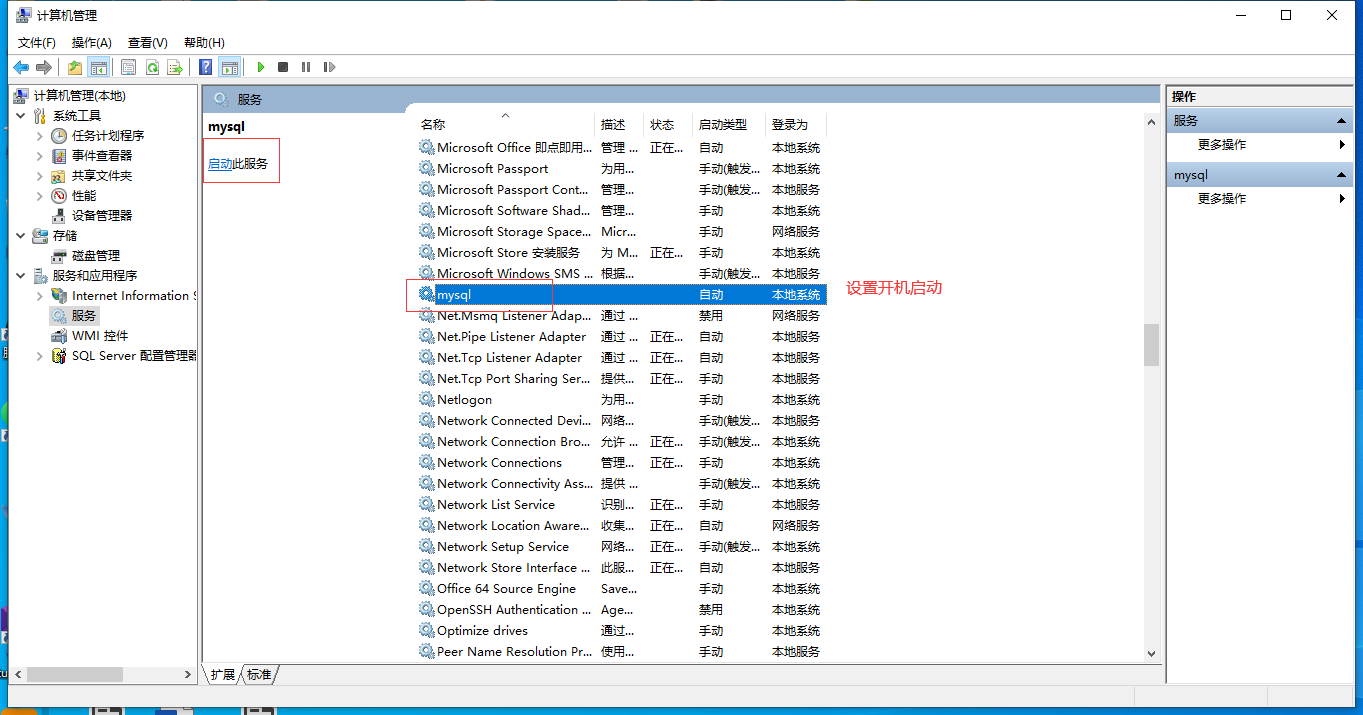 计算机管理
文件(F) 操作(A) 查看(V) 帮助(H)
计算机管理(本地)
系统工具
任务计划程序
事件查看器
共享文件夹
性能
设备管理器
存储
磁盘管理
服务和应用程序
Internet Information S
服务
WMI 控件
SQL Server 配置管理器
服务
mysql
启动此服务
名称 描述 状态 启动类型 登录为
Microsoft Office 即点即用... 管理 ... 正在... 自动 本地系统
Microsoft Passport 为用... 手动(触发... 本地系统
Microsoft Passport Cont... 管理... 手动(触发... 本地服务
Microsoft Software Shad... 管理... 手动 本地系统
Microsoft Storage Space... Micr... 手动 网络服务
Microsoft Store 安装服务 为 M... 正在... 手动 本地系统
Microsoft Windows SMS ... 根据... 手动(触发... 本地服务
mysql 自动 本地系统
设置开机启动
Net.Msmq Listener Adap... 通过 ... 禁用 网络服务
Net.Pipe Listener Adapter 通过 ... 正在... 自动 本地服务
Net.Tcp Listener Adapter 通过 ... 正在... 自动 本地服务
Net.Tcp Port Sharing Ser... 提供... 正在... 手动 本地服务
Netlogon 为用... 手动 本地系统
Network Connected Devi... 网络... 手动(触发... 本地服务
Network Connection Bro... 允许 ... 正在... 手动(触发... 本地系统
Network Connections 管理... 正在... 手动 本地系统
Network Connectivity Ass... 提供 ... 手动(触发... 本地系统
Network List Service 识别... 正在... 手动 本地服务
Network Location Aware... 收集... 正在... 自动 网络服务
Network Setup Service 网络... 正在... 手动(触发... 本地系统
Network Store Interface ... 此服... 正在... 自动 本地服务
Office 64 Source Engine Save... 手动 本地系统
OpenSSH Authentication ... Age... 禁用 本地系统
Optimize drives 通过... 手动 本地系统
Peer Name Resolution Pr... 使用... 手动 本地服务
扩展 标准
操作
服务
更多操作
mysql
更多操作